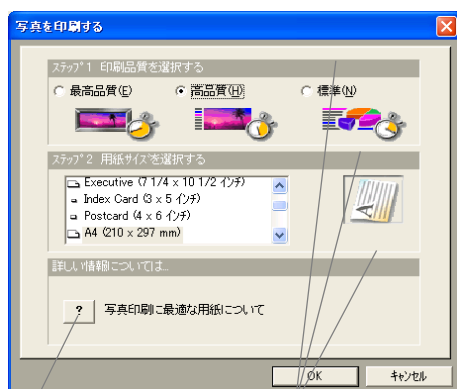 写真を印刷する
ステップ1 印刷品質を選択する
最高品質(E) 高品質(H) 標準(N)
ステップ2 用紙サイズを選択する
Executive (7 1/4 x 10 1/2 インチ)
Index Card (3 x 5 インチ)
Postcard (4 x 6 インチ)
A4 (210 x 297 mm)
A
詳しい情報については...
? 写真印刷に最適な用紙について
OK キャンセル